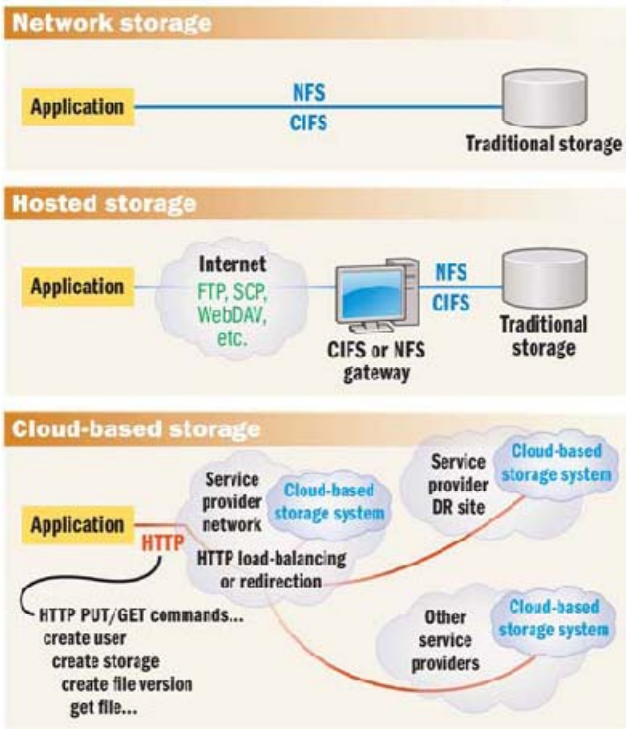 Network storage
Application
NFS
CIFS
Traditional storage
Hosted storage
Application
Internet
FTP, SCP,
WebDAV,
etc.
CIFS or NFS
gateway
NFS
CIFS
Traditional
storage
Cloud-based storage
Application
HTTP
HTTP PUT/GET commands...
create user
create storage
create file version
get file...
Service
provider
network
Cloud-based
storage system
HTTP load-balancing
or redirection
Service
provider
DR site
Cloud-based
storage system
Other
service
providers
Cloud-based
storage system